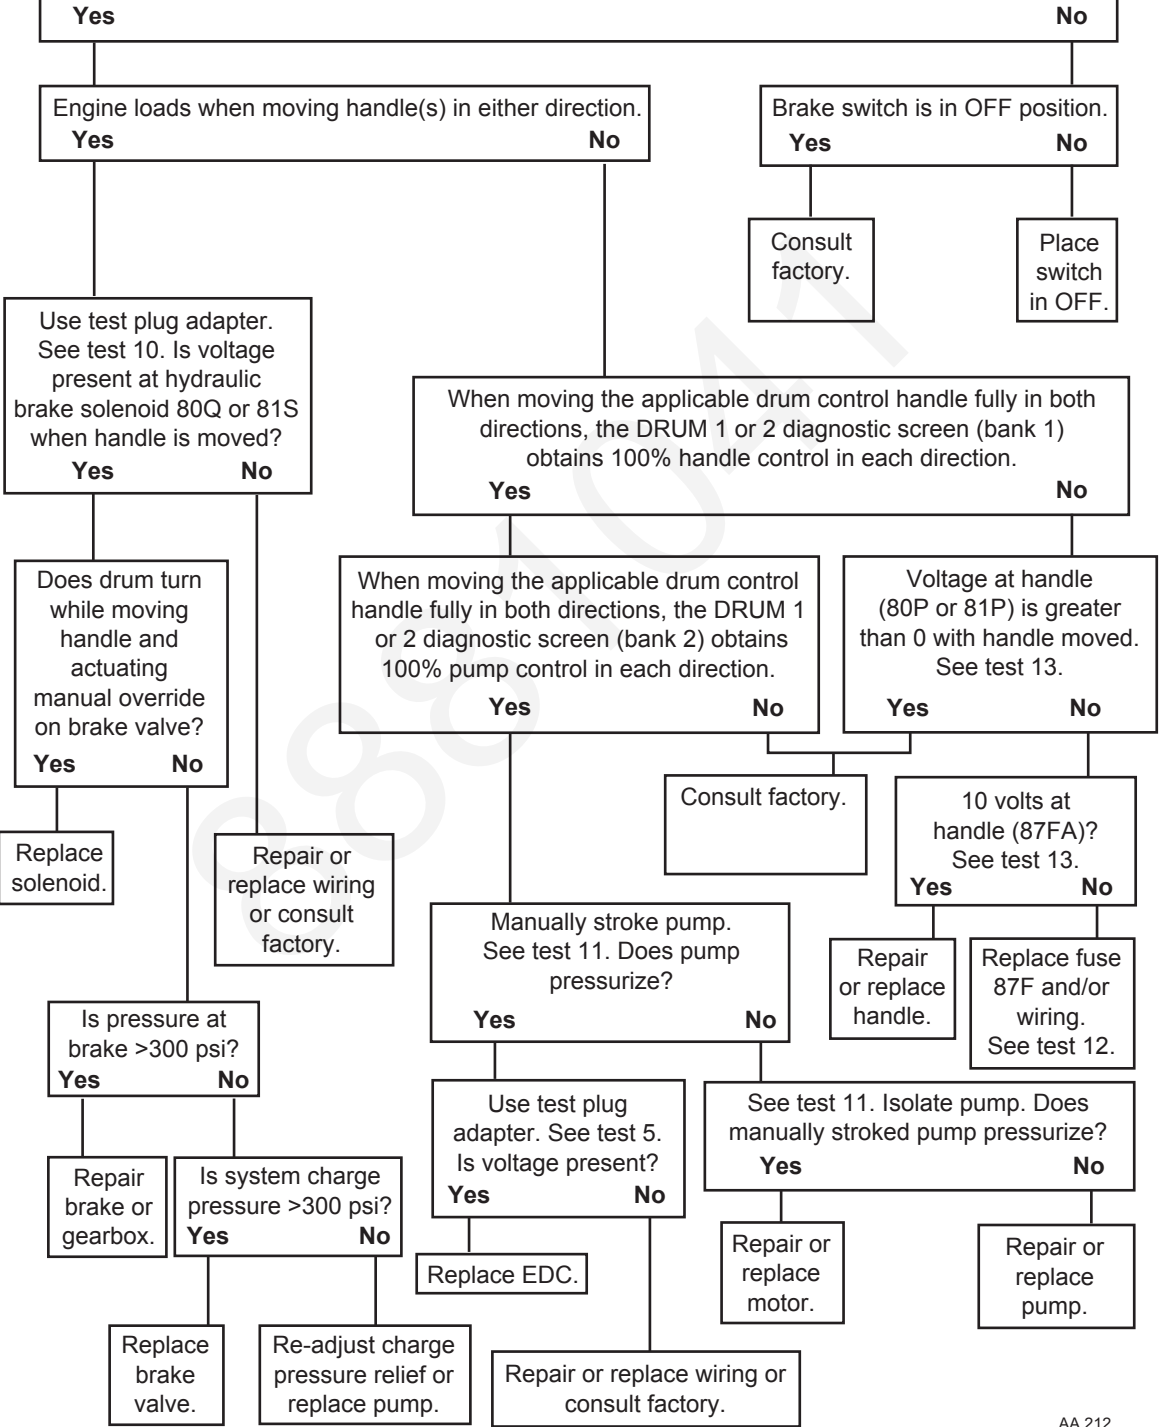 Yes No
Engine loads when moving handle(s) in either direction.
Yes No
Brake switch is in OFF position.
Yes No
Consult
factory.
Place
switch
in OFF.
Use test plug adapter.
See test 10. Is voltage
present at hydraulic
brake solenoid 80Q or 81S
when handle is moved?
Yes No
When moving the applicable drum control handle fully in both
directions, the DRUM 1 or 2 diagnostic screen (bank 1)
obtains 100% handle control in each direction.
Yes No
Does drum turn
while moving
handle and
actuating
manual override
on brake valve?
Yes No
When moving the applicable drum control
handle fully in both directions, the DRUM 1
or 2 diagnostic screen (bank 2) obtains
100% pump control in each direction.
Yes No
Voltage at handle
(80P or 81P) is greater
than 0 with handle moved.
See test 13.
Yes No
Consult factory.
10 volts at
handle (87FA)?
See test 13.
Yes No
Replace
solenoid.
Repair or
replace wiring
or consult
factory.
Manually stroke pump.
See test 11. Does pump
pressurize?
Yes No
Repair
or replace
handle.
Replace fuse
87F and/or
wiring.
See test 12.
Is pressure at
brake >300 psi?
Yes No
Use test plug
adapter. See test 5.
Is voltage present?
Yes No
See test 11. Isolate pump. Does
manually stroked pump pressurize?
Yes No
Repair
brake or
gearbox.
Is system charge
pressure >300 psi?
Yes No
Replace EDC.
Repair or
replace
motor.
Repair or
replace
pump.
Replace
brake
valve.
Re-adjust charge
pressure relief or
replace pump.
Repair or replace wiring or
consult factory.
AA 212
8881041